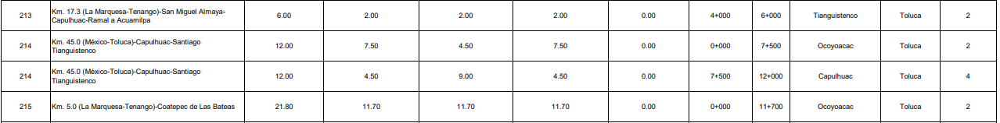 213 Km. 17.3 (La Marquesa-Tenango)-San Miguel Almaya-
Capulhuac-Ramal a Acuamilpa 6.00 2.00 2.00 2.00 0.00 4+000 6+000 Tianguistenco Toluca 2
214 Km. 45.0 (México-Toluca)-Capulhuac-Santiago
Tianguistenco 12.00 7.50 4.50 7.50 0.00 0+000 7+500 Ocoyoacac Toluca 2
214 Km. 45.0 (México-Toluca)-Capulhuac-Santiago
Tianguistenco 12.00 4.50 9.00 4.50 0.00 7+500 12+000 Capulhuac Toluca 4
215 Km. 5.0 (La Marquesa-Tenango)-Coatepec de Las Bateas 21.80 11.70 11.70 11.70 0.00 0+000 11+700 Ocoyoacac Toluca 2